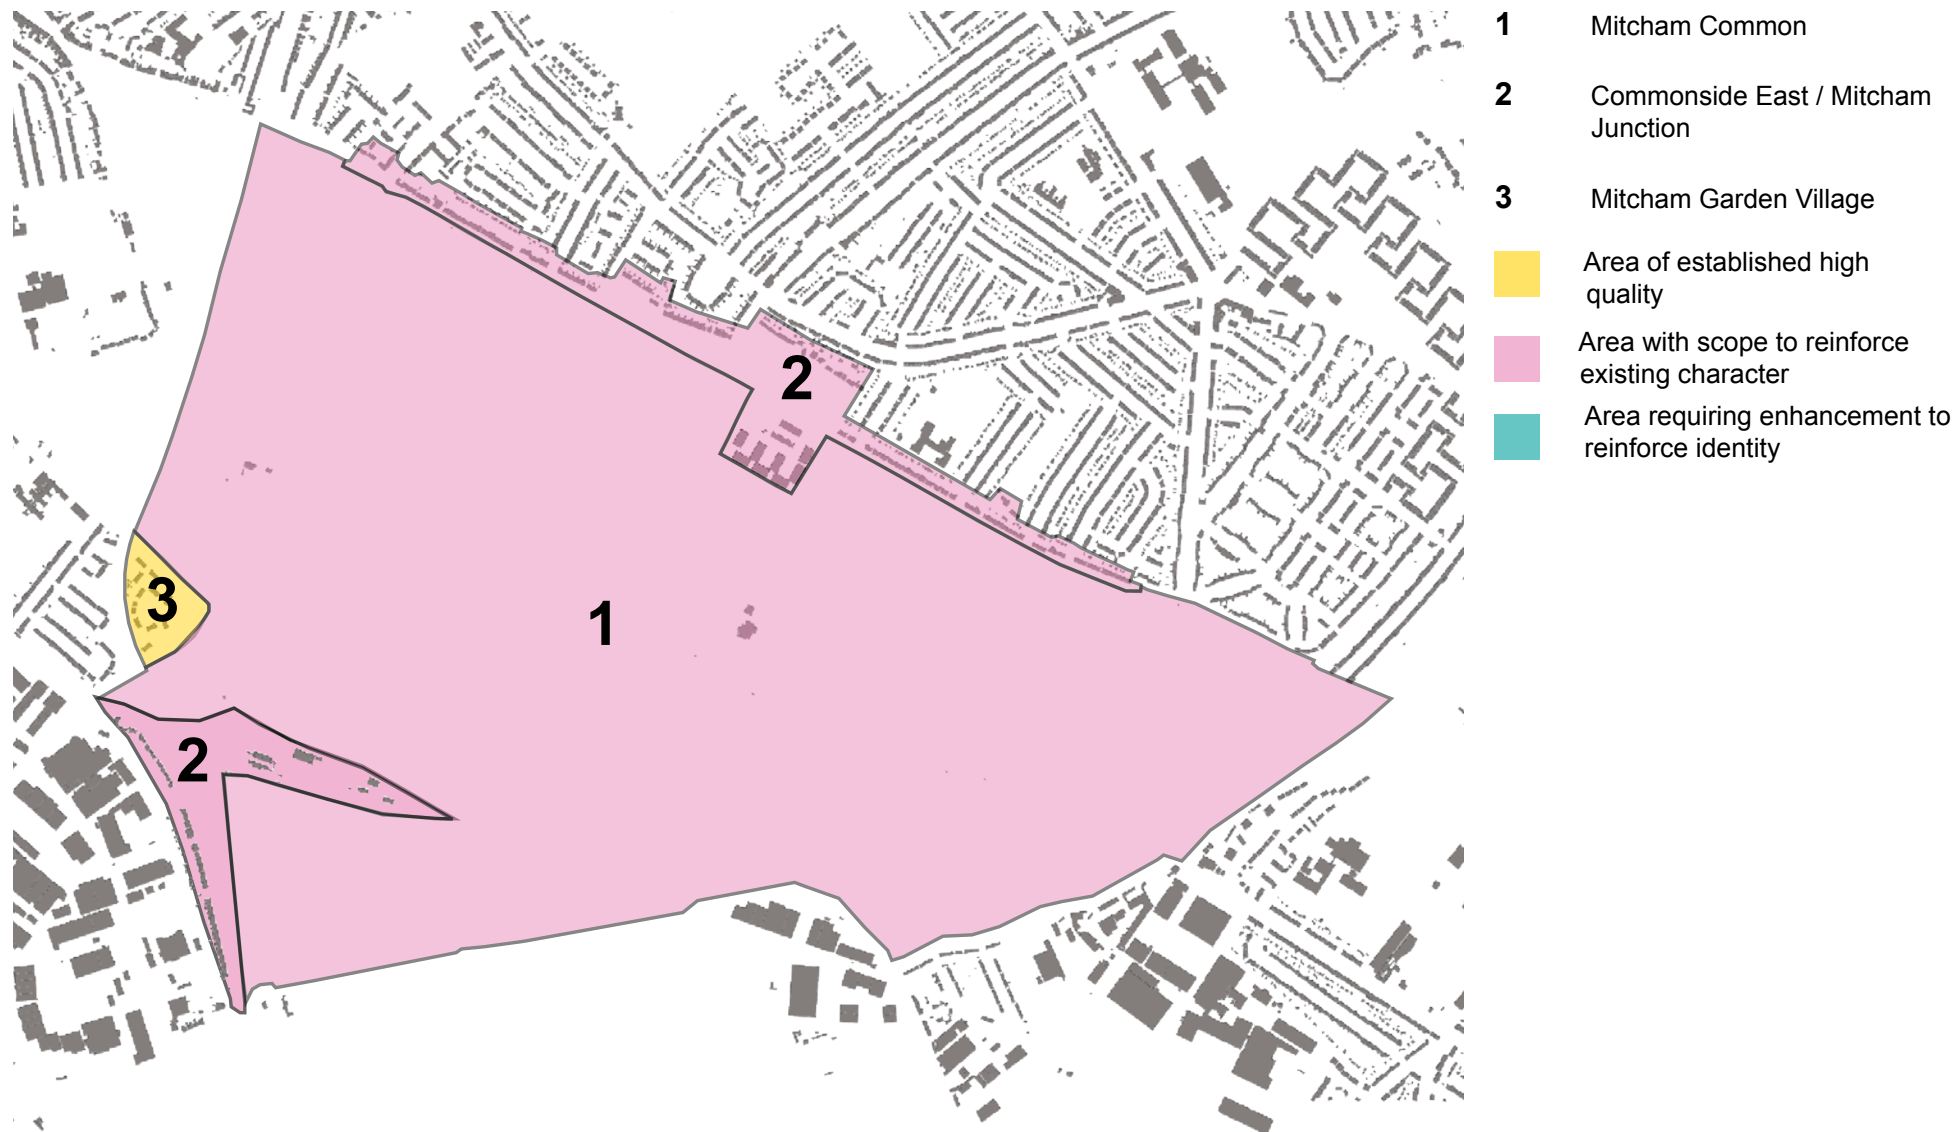 1 Mitcham Common
2 Commonside East / Mitcham
Junction
3 Mitcham Garden Village
Area of established high
quality
Area with scope to reinforce
existing character
Area requiring enhancement to
reinforce identity
2
3
1
2